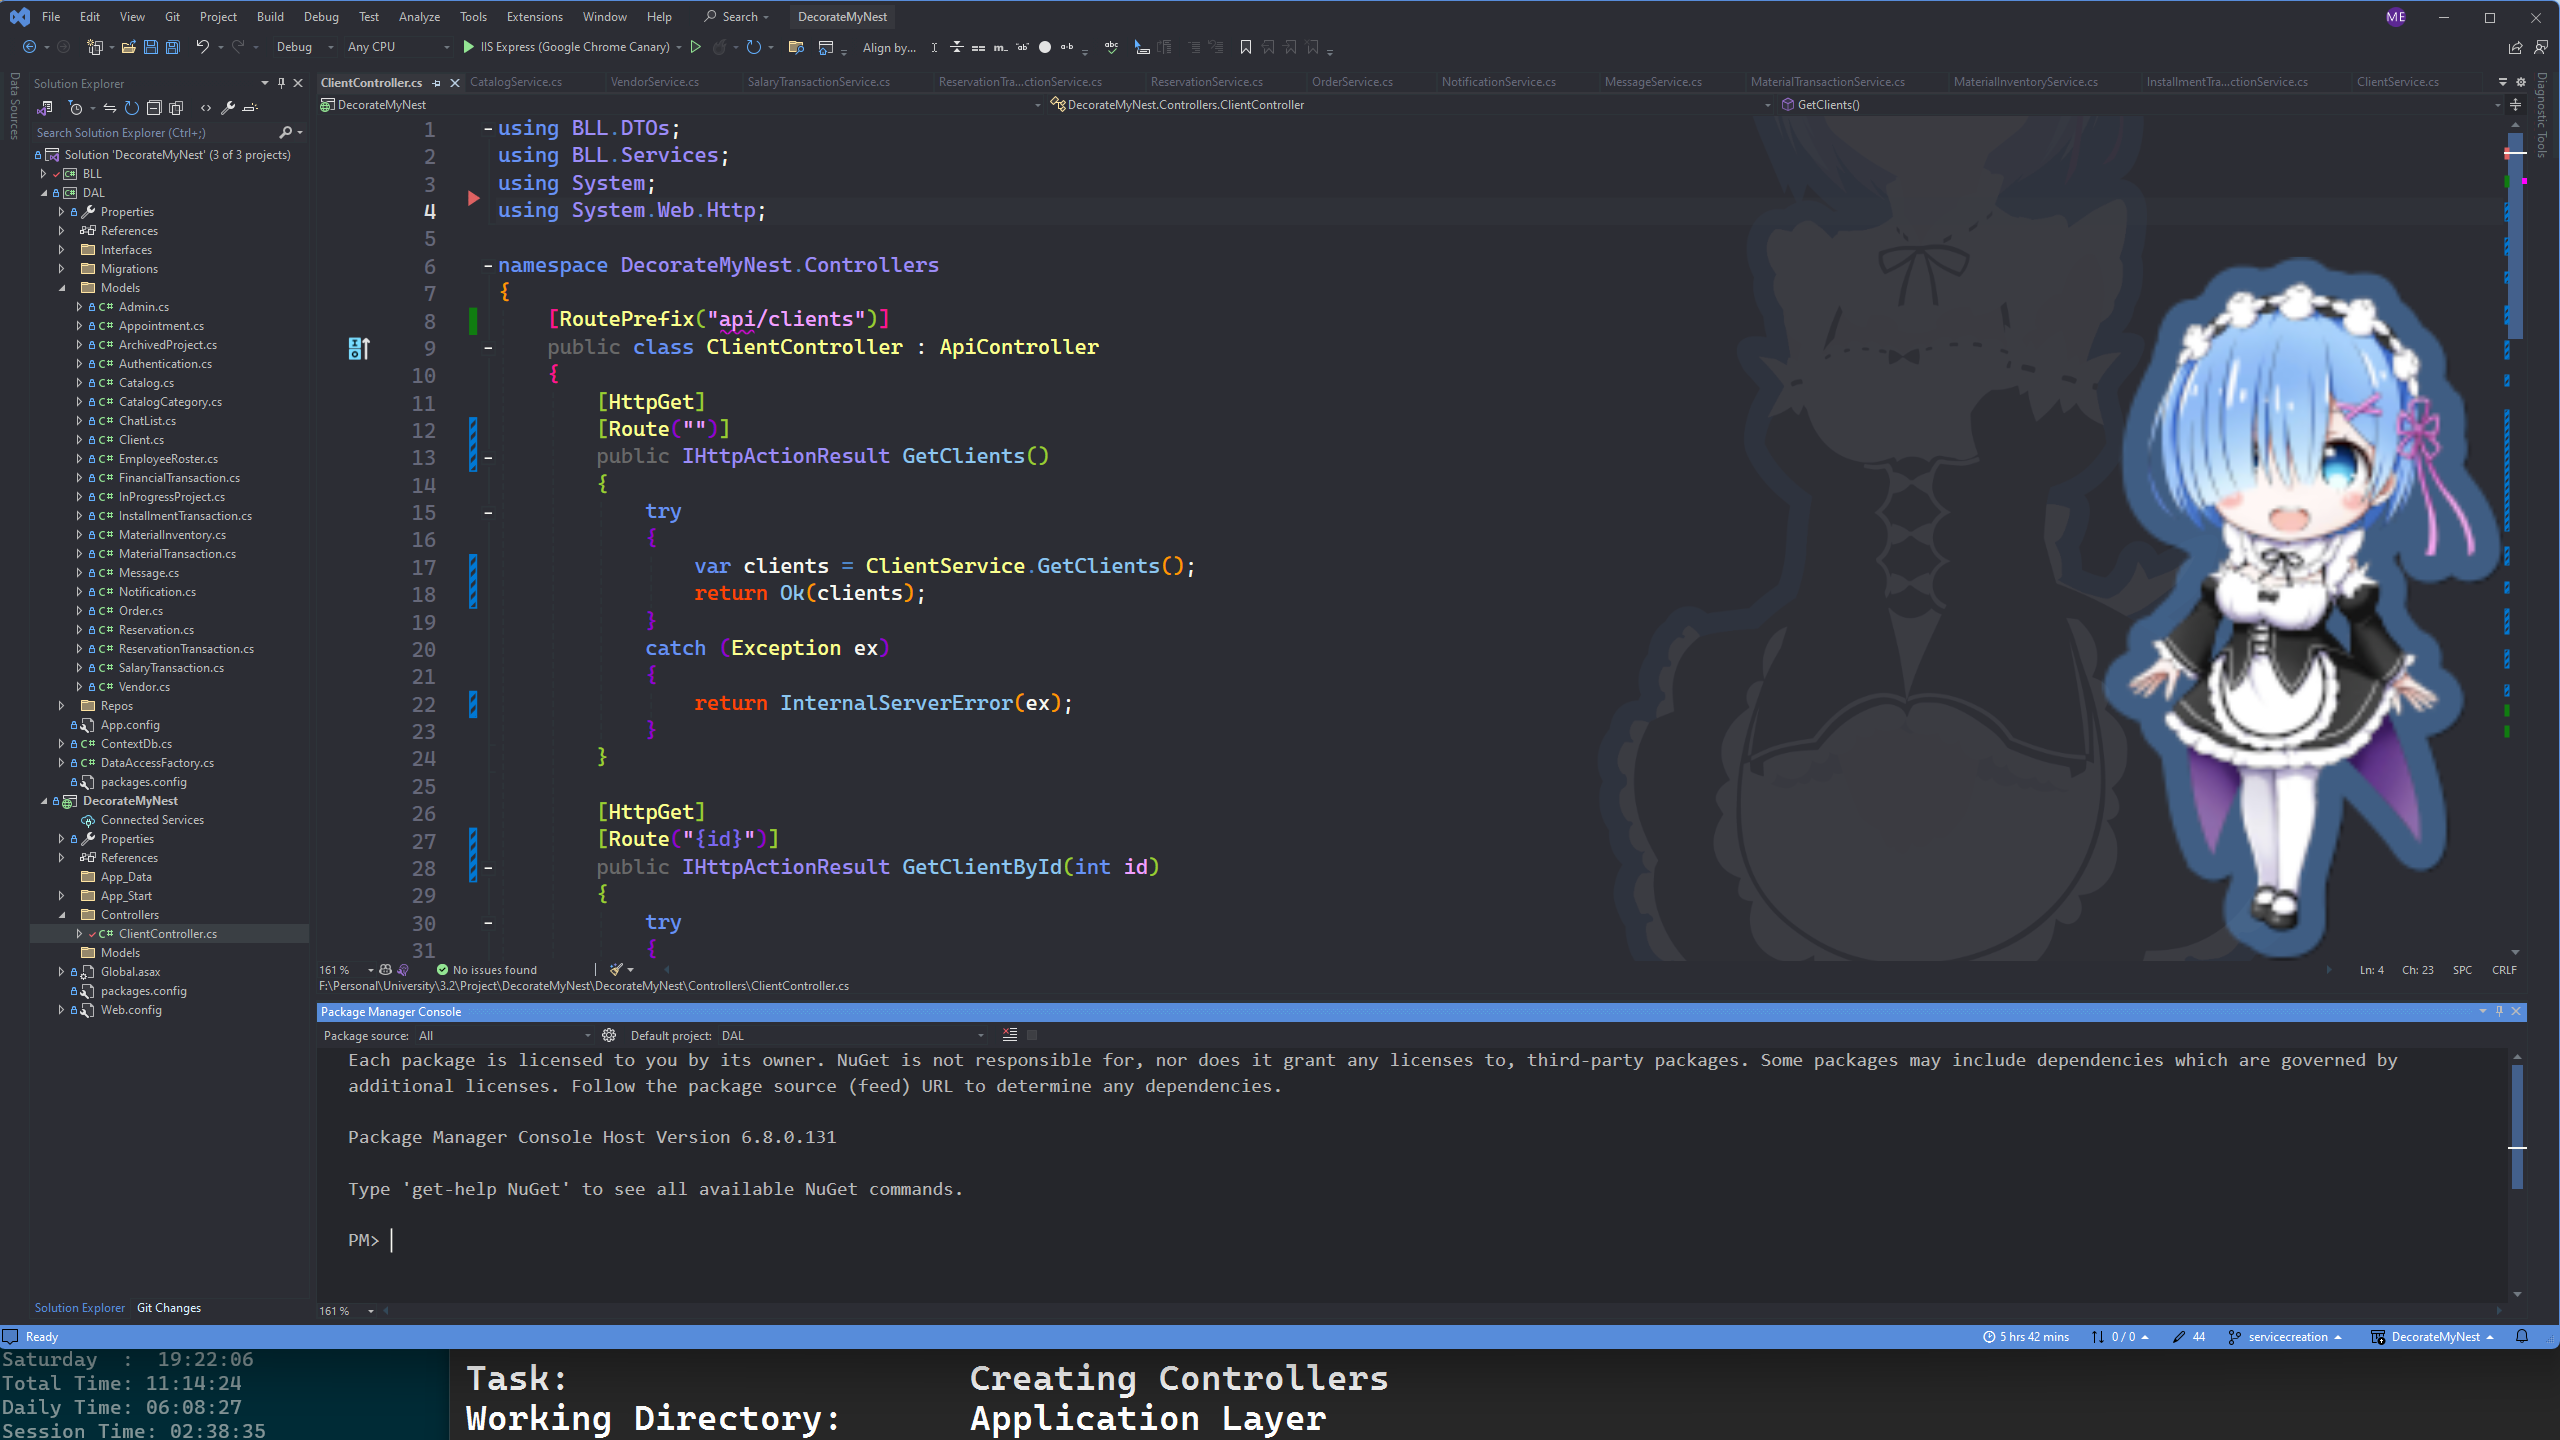 File Edit View Git Project Build Debug Test Analyze Tools Extensions Window Help Search DecorateMyNest ME
Debug Any CPU IIS Express (Google Chrome Canary) Align by...
Data Sources
Solution Explorer
Search Solution Explorer (Ctrl+;)
Solution 'DecorateMyNest' (3 of 3 projects)
BLL
DAL
Properties
References
Interfaces
Migrations
Models
C# Admin.cs
C# Appointment.cs
C# ArchivedProject.cs
C# Authentication.cs
C# Catalog.cs
C# CatalogCategory.cs
C# ChatList.cs
C# Client.cs
C# EmployeeRoster.cs
C# FinancialTransaction.cs
C# InProgressProject.cs
C# InstallmentTransaction.cs
C# MaterialInventory.cs
C# MaterialTransaction.cs
C# Message.cs
C# Notification.cs
C# Order.cs
C# Reservation.cs
C# ReservationTransaction.cs
C# SalaryTransaction.cs
C# Vendor.cs
Repos
App.config
C# ContextDb.cs
C# DataAccessFactory.cs
packages.config
DecorateMyNest
Connected Services
Properties
References
App_Data
App_Start
Controllers
C# ClientController.cs
Models
Global.asax
packages.config
Web.config
Solution Explorer Git Changes
ClientController.cs CatalogService.cs VendorService.cs SalaryTransactionService.cs ReservationTra...ctionService.cs ReservationService.cs OrderService.cs NotificationService.cs MessageService.cs MaterialTransactionService.cs MaterialInventoryService.cs InstallmentTra...ctionService.cs ClientService.cs
DecorateMyNest DecorateMyNest.Controllers.ClientController GetClients()
Diagnostic Tools
1 using BLL.DTOs;
2 using BLL.Services;
3 using System;
4 using System.Web.Http;
5
6 namespace DecorateMyNest.Controllers
7 {
8 [RoutePrefix("api/clients")]
9 public class ClientController : ApiController
10 {
11 [HttpGet]
12 [Route("")]
13 public IHttpActionResult GetClients()
14 {
15 try
16 {
17 var clients = ClientService.GetClients();
18 return Ok(clients);
19 }
20 catch (Exception ex)
21 {
22 return InternalServerError(ex);
23 }
24 }
25
26 [HttpGet]
27 [Route("{id}")]
28 public IHttpActionResult GetClientById(int id)
29 {
30 try
31 {
161 % No issues found Ln: 4 Ch: 23 SPC CRLF
F:\Personal\University\3.2\Project\DecorateMyNest\DecorateMyNest\Controllers\ClientController.cs
Package Manager Console
Package source: All Default project: DAL
Each package is licensed to you by its owner. NuGet is not responsible for, nor does it grant any licenses to, third-party packages. Some packages may include dependencies which are governed by
additional licenses. Follow the package source (feed) URL to determine any dependencies.
Package Manager Console Host Version 6.8.0.131
Type 'get-help NuGet' to see all available NuGet commands.
PM>
161 %
Ready 5 hrs 42 mins 0 / 0 44 servicecreation DecorateMyNest
Saturday : 19:22:06
Total Time: 11:14:24
Daily Time: 06:08:27
Session Time: 02:38:35
Task: Creating Controllers
Working Directory: Application Layer